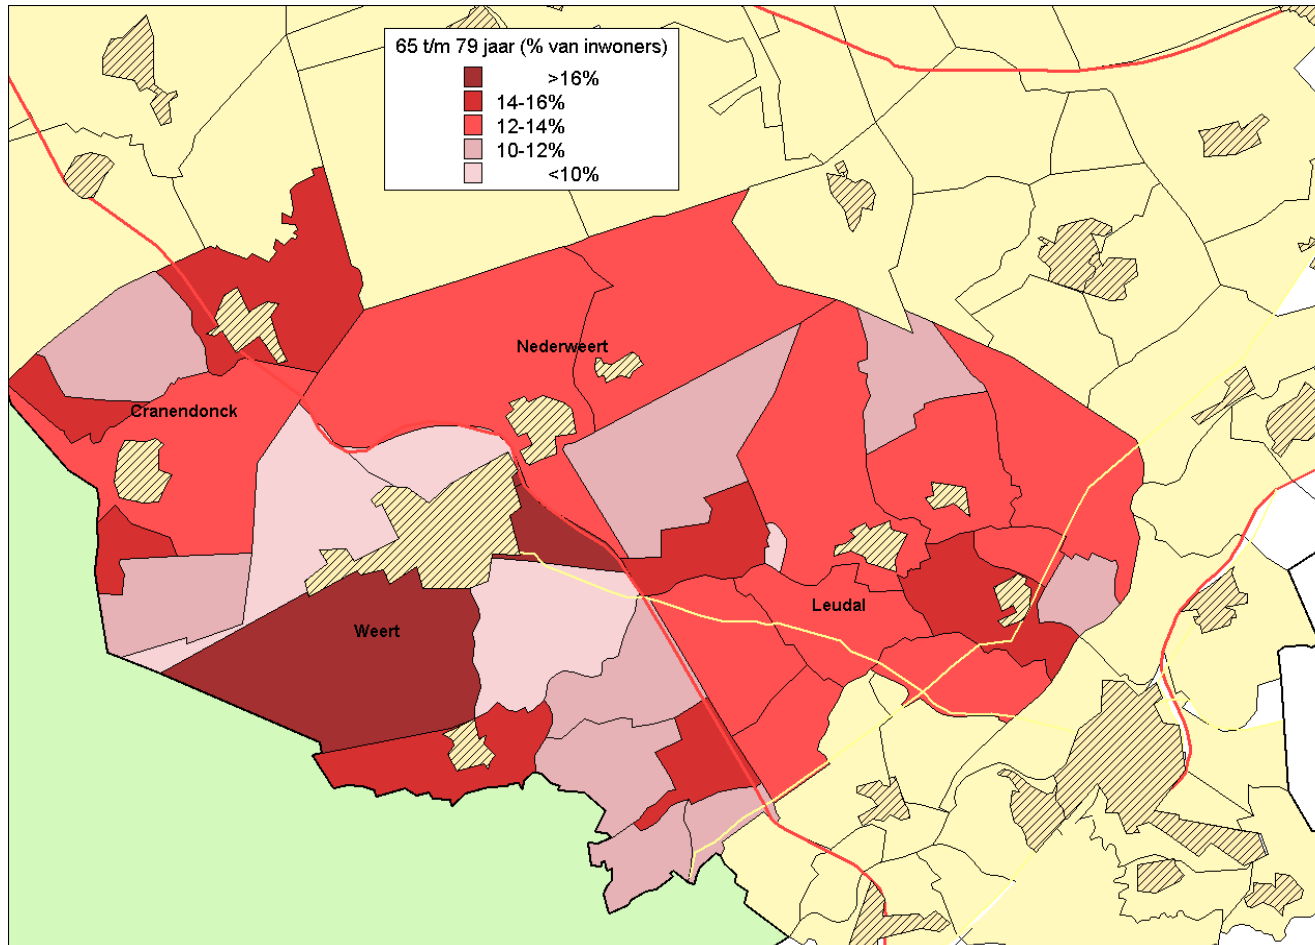 65 t/m 79 jaar (% van inwoners)
>16%
14-16%
12-14%
10-12%
<10%
Nederweert
Cranendonck
Leudal
Weert